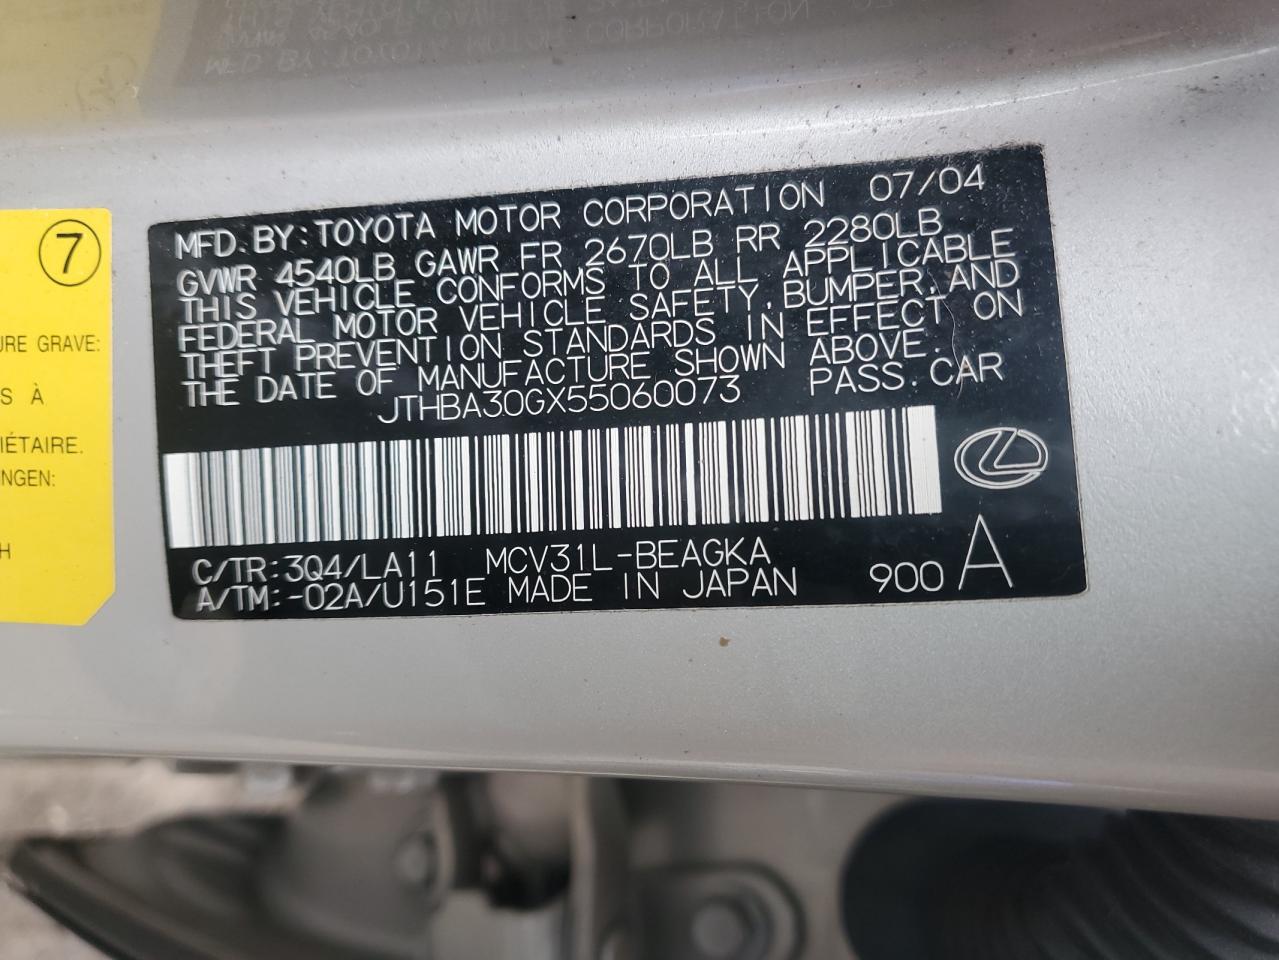 MFD. BY: TOYOTA MOTOR CORPORATION 07/04
GVWR 4540LB GAWR FR 2670LB RR 2280LB
THIS VEHICLE CONFORMS TO ALL APPLICABLE
FEDERAL MOTOR VEHICLE SAFETY, BUMPER, AND
THEFT PREVENTION STANDARDS IN EFFECT ON
THE DATE OF MANUFACTURE SHOWN ABOVE.
JTHBA30GX55060073 PASS. CAR
C/TR: 3Q4/LA11 MCV31L-BEAGKA
A/TM: -02A/U151E MADE IN JAPAN 900 A
7
URE GRAVE:
S À
IÉTAIRE.
NGEN:
H